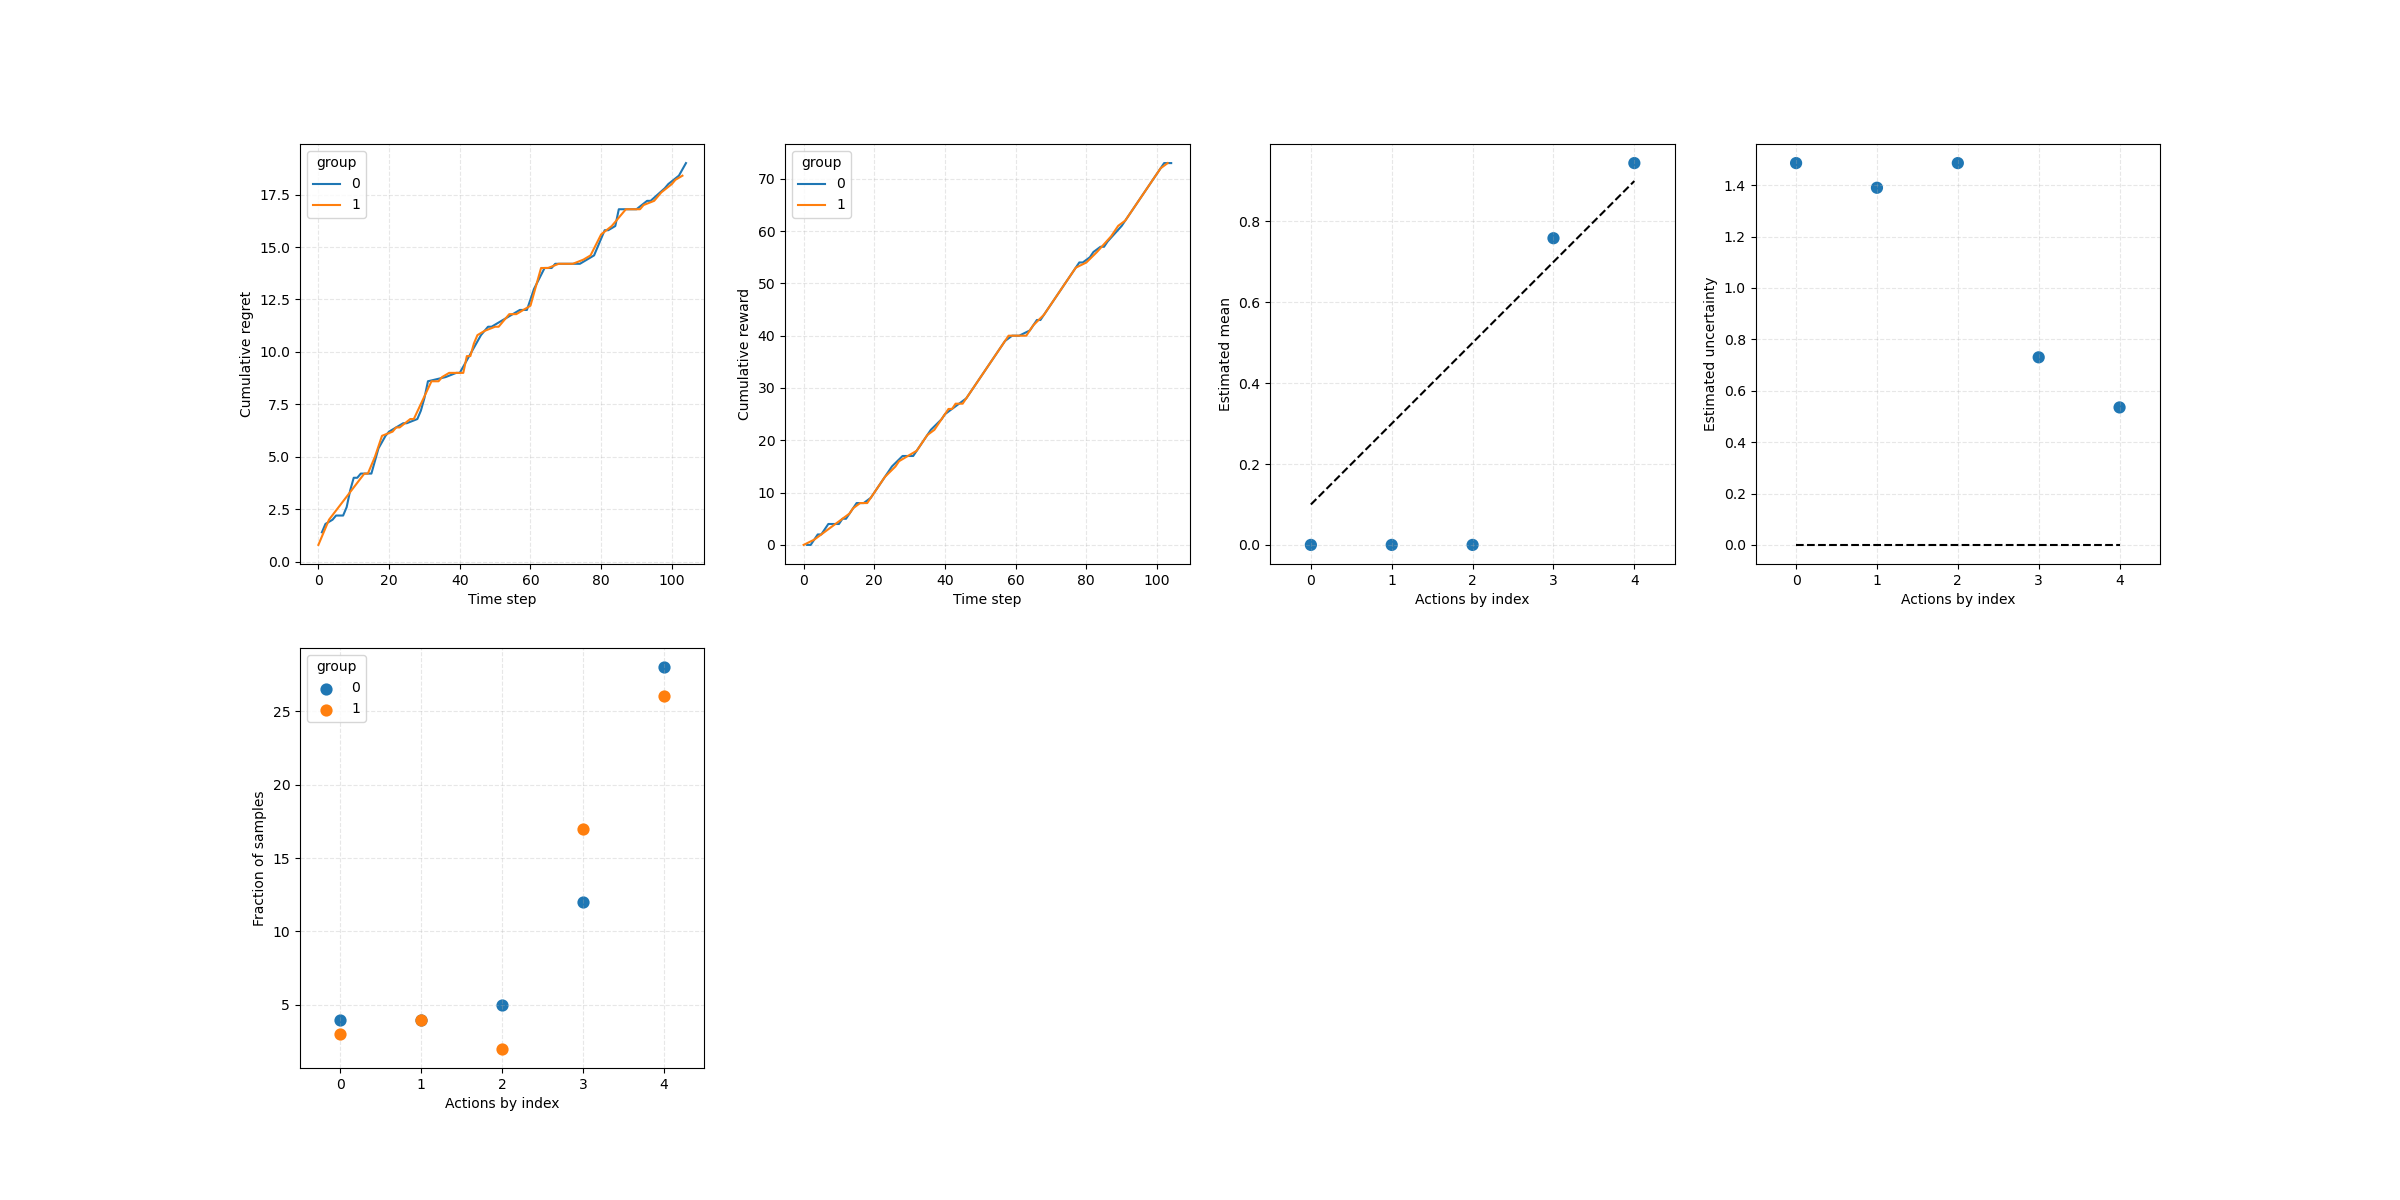 group
0
1
17.5
15.0
12.5
10.0
7.5
5.0
2.5
0.0
Cumulative regret
0 20 40 60 80 100
Time step
group
0
1
70
60
50
40
30
20
10
0
Cumulative reward
0 20 40 60 80 100
Time step
0.8
0.6
0.4
0.2
0.0
Estimated mean
0 1 2 3 4
Actions by index
1.4
1.2
1.0
0.8
0.6
0.4
0.2
0.0
Estimated uncertainty
0 1 2 3 4
Actions by index
group
0
1
25
20
15
10
5
Fraction of samples
0 1 2 3 4
Actions by index